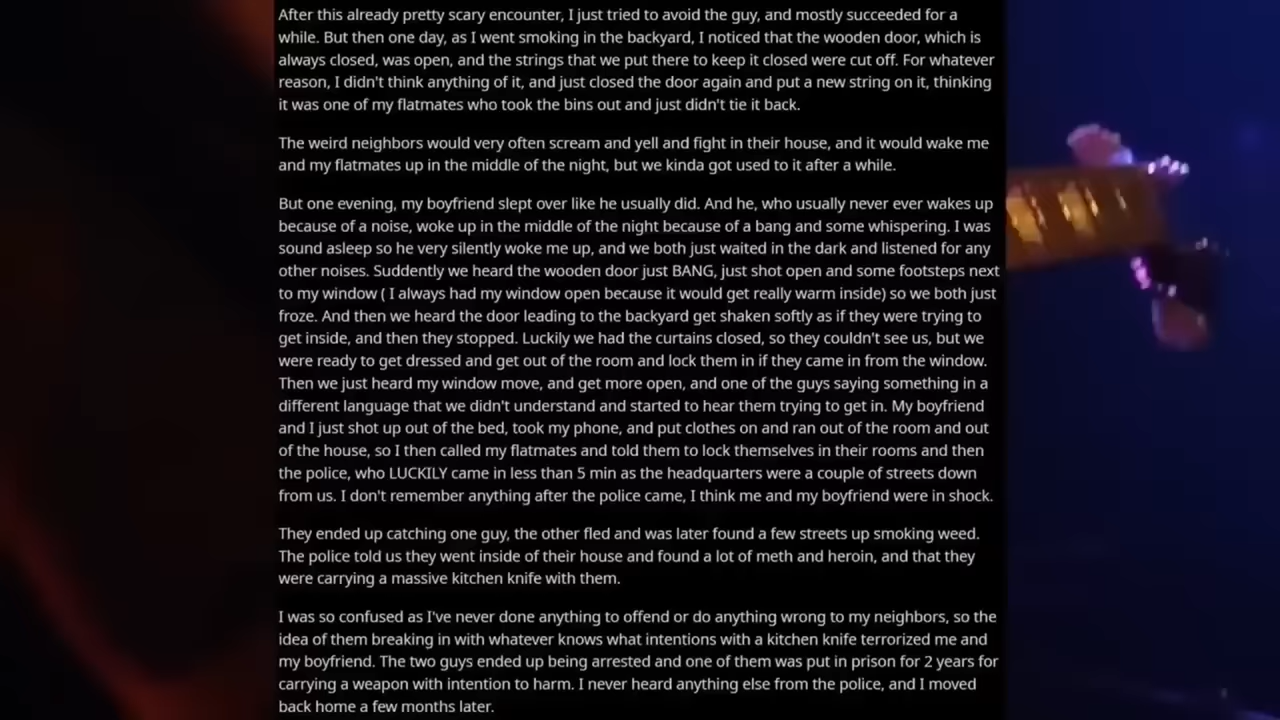 After this already pretty scary encounter, I just tried to avoid the guy, and mostly succeeded for a
while. But then one day, as I went smoking in the backyard, I noticed that the wooden door, which is
always closed, was open, and the strings that we put there to keep it closed were cut off. For whatever
reason, I didn't think anything of it, and just closed the door again and put a new string on it, thinking
it was one of my flatmates who took the bins out and just didn't tie it back.
The weird neighbors would very often scream and yell and fight in their house, and it would wake me
and my flatmates up in the middle of the night, but we kinda got used to it after a while.
But one evening, my boyfriend slept over like he usually did. And he, who usually never ever wakes up
because of a noise, woke up in the middle of the night because of a bang and some whispering. I was
sound asleep so he very silently woke me up, and we both just waited in the dark and listened for any
other noises. Suddenly we heard the wooden door just BANG, just shot open and some footsteps next
to my window ( I always had my window open because it would get really warm inside) so we both just
froze. And then we heard the door leading to the backyard get shaken softly as if they were trying to
get inside, and then they stopped. Luckily we had the curtains closed, so they couldn't see us, but we
were ready to get dressed and get out of the room and lock them in if they came in from the window.
Then we just heard my window move, and get more open, and one of the guys saying something in a
different language that we didn't understand and started to hear them trying to get in. My boyfriend
and I just shot up out of the bed, took my phone, and put clothes on and ran out of the room and out
of the house, so I then called my flatmates and told them to lock themselves in their rooms and then
the police, who LUCKILY came in less than 5 min as the headquarters were a couple of streets down
from us. I don't remember anything after the police came, I think me and my boyfriend were in shock.
They ended up catching one guy, the other fled and was later found a few streets up smoking weed.
The police told us they went inside of their house and found a lot of meth and heroin, and that they
were carrying a massive kitchen knife with them.
I was so confused as I've never done anything to offend or do anything wrong to my neighbors, so the
idea of them breaking in with whatever knows what intentions with a kitchen knife terrorized me and
my boyfriend. The two guys ended up being arrested and one of them was put in prison for 2 years for
carrying a weapon with intention to harm. I never heard anything else from the police, and I moved
back home a few months later.